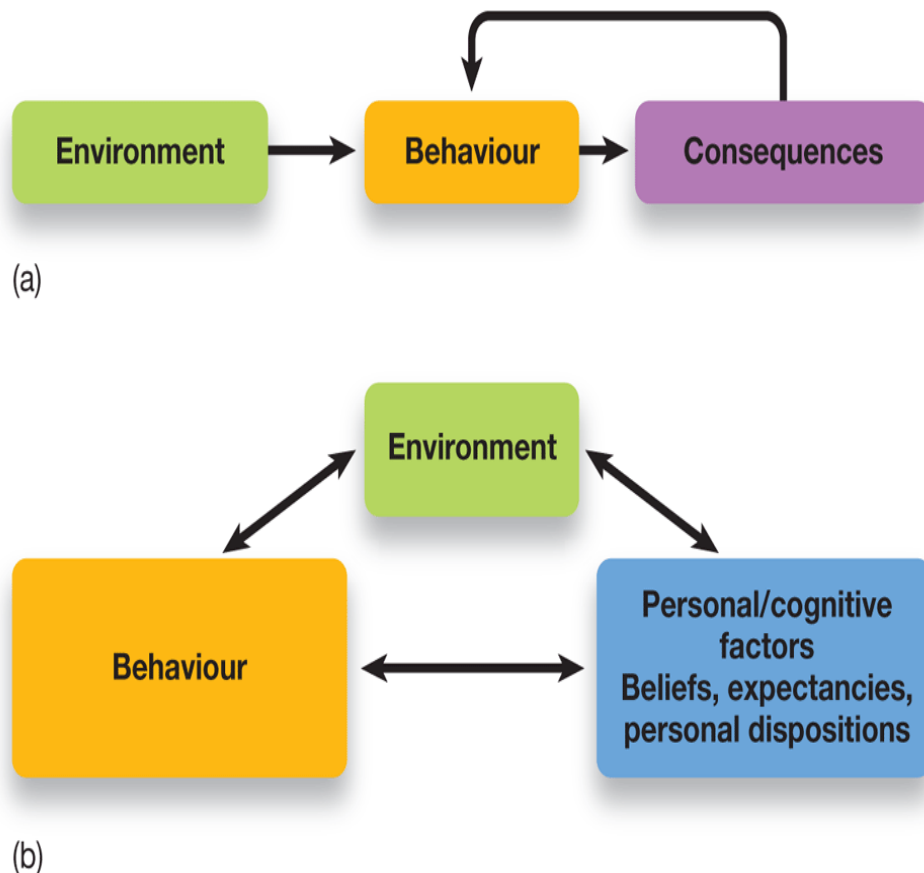 Environment
Behaviour
Consequences
(a)
Environment
Behaviour
Personal/cognitive
factors
Beliefs, expectancies,
personal dispositions
(b)